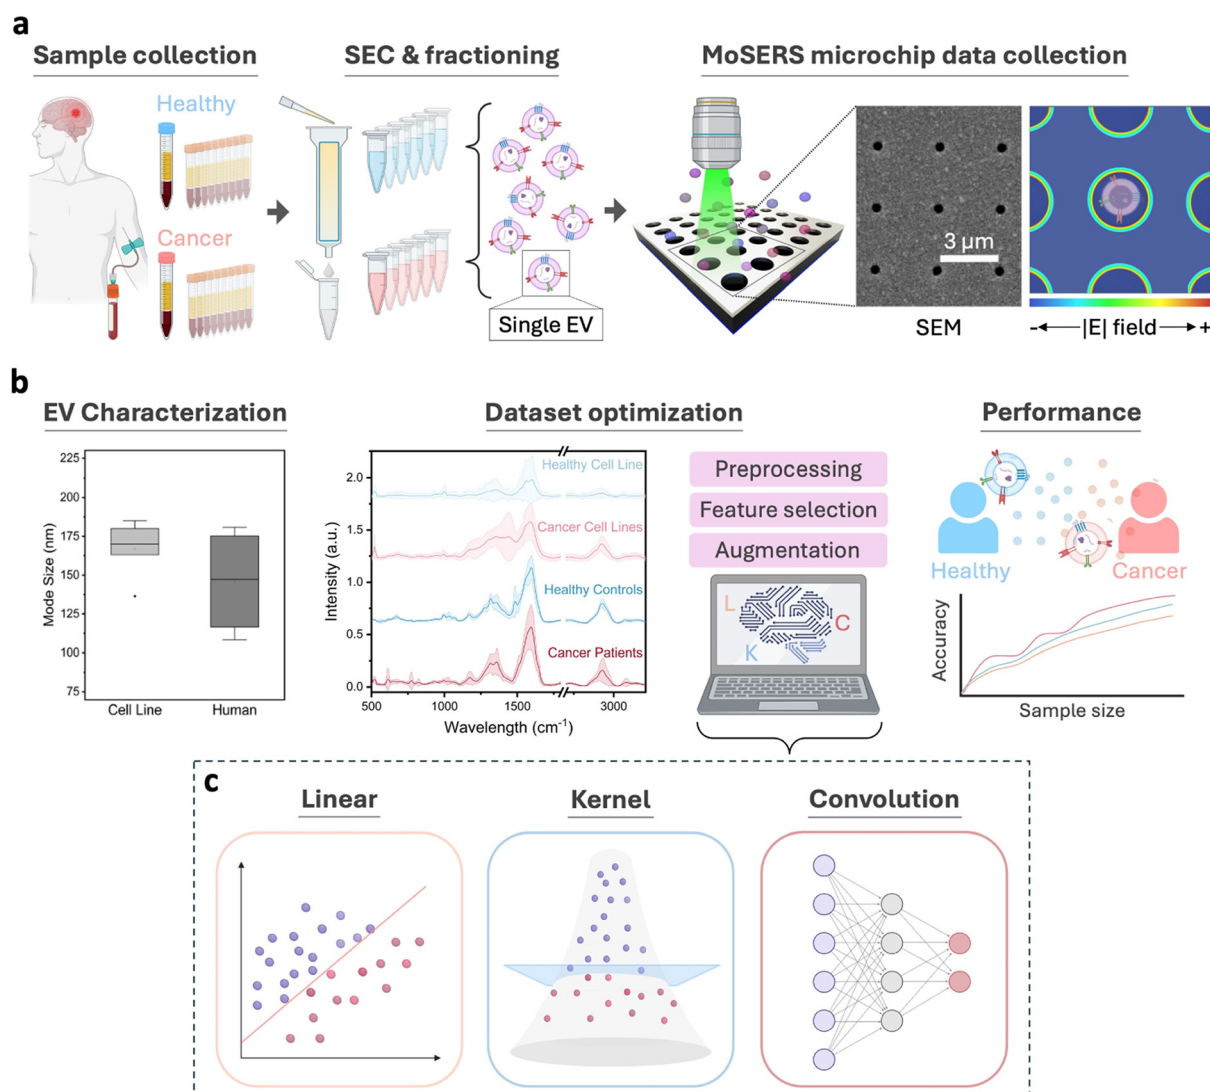 a
Sample collection
SEC & fractioning
MoSERS microchip data collection
Healthy
Cancer
Single EV
3 μm
SEM
- |E| field +
b
EV Characterization
Dataset optimization
Performance
Mode Size (nm)
225
200
175
150
125
100
75
Cell Line
Human
Intensity (a.u.)
2.0
1.5
1.0
0.5
0.0
Healthy Cell Line
Cancer Cell Lines
Healthy Controls
Cancer Patients
500
1000
1500
3000
Wavelength (cm⁻¹)
Preprocessing
Feature selection
Augmentation
L
C
K
Healthy
Cancer
Accuracy
Sample size
c
Linear
Kernel
Convolution